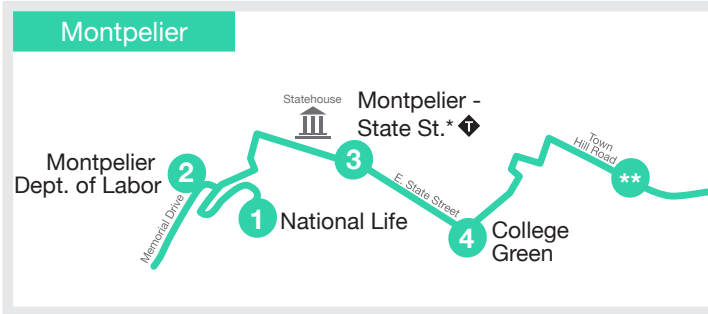 Montpelier
Statehouse
Montpelier -
State St.* T
Montpelier
Dept. of Labor
2
3
Town
Hill Road
**
Memorial Drive
1
National Life
E. State Street
4
College
Green